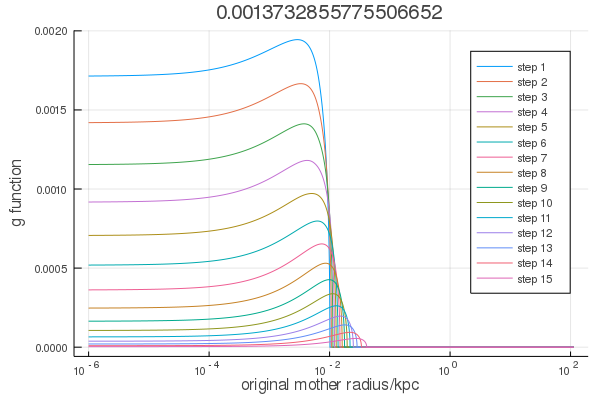 0.0013732855775506652
g function
0.0020
0.0015
0.0010
0.0005
0.0000
step 1
step 2
step 3
step 4
step 5
step 6
step 7
step 8
step 9
step 10
step 11
step 12
step 13
step 14
step 15
10^-6 10^-4 10^-2 10^0 10^2
original mother radius/kpc